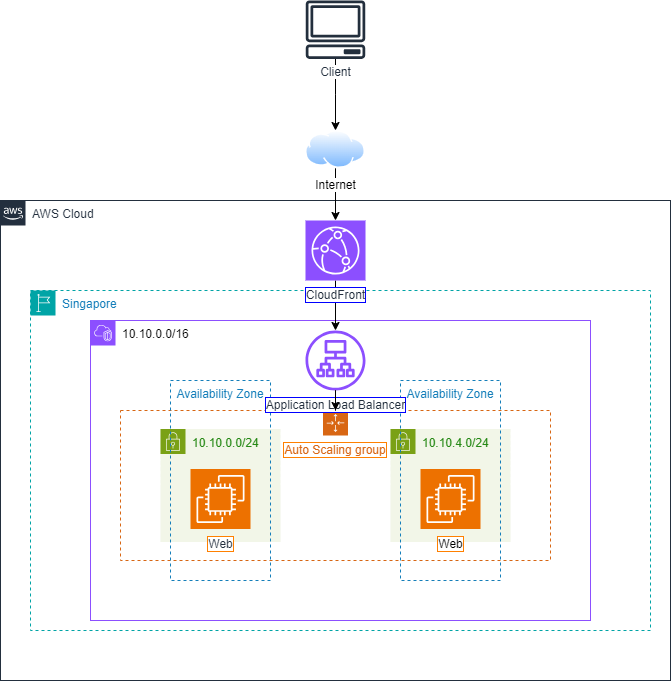 Client
Internet
aws
AWS Cloud
CloudFront
Singapore
10.10.0.0/16
Availability Zone
Availability Zone
Application Load Balancer
10.10.0.0/24
Auto Scaling group
10.10.4.0/24
Web
Web